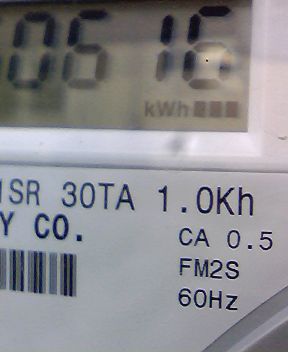 0616
kWh
SR 30TA 1.0Kh
Y CO.
CA 0.5
FM2S
60Hz